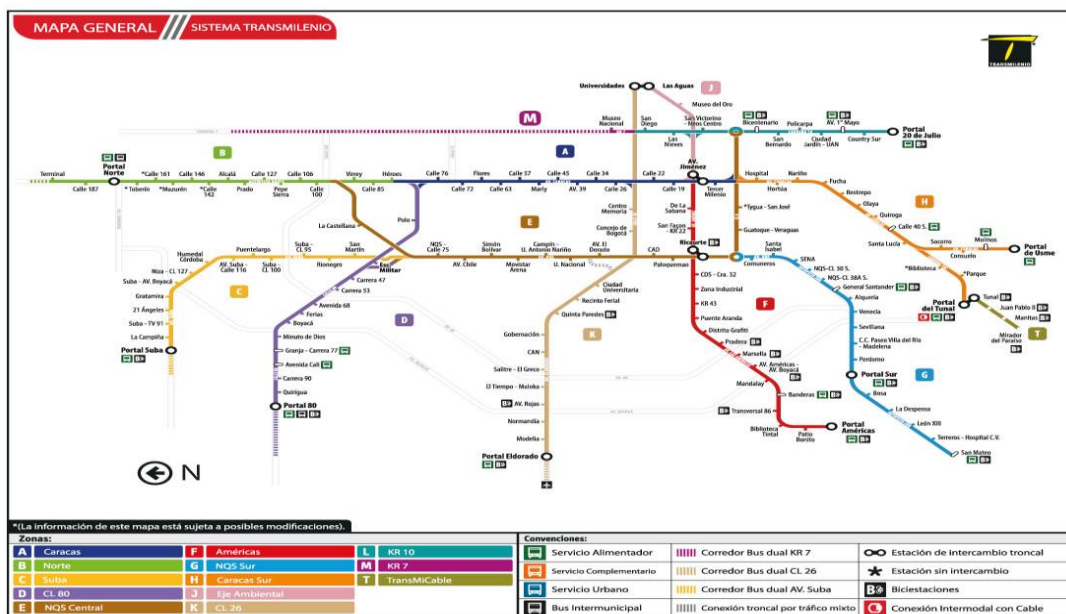 MAPA GENERAL /// SISTEMA TRANSMILENIO
TRANSMILENIO
Universidades
Las Aguas
J
Museo del Oro
M
Museo
Nacional
San
Diego
Las
Nieves
San Victorino
- Neos Centro
Bicentenario
San
Bernardo
Policarpa
Ciudad
Jardín - UAN
AV. 1° Mayo
Country Sur
Portal
20 de Julio
B
A
Portal
Norte
Terminal
Calle 187
*Toberín
*Calle 161
*Mazurén
Calle 146
*Calle
142
Alcalá
Prado
Calle 127
Pepe
Sierra
Calle 106
Calle
100
Virrey
Calle 85
Héroes
Calle 76
Calle 72
Flores
Calle 63
Calle 57
Marly
Calle 45
AV. 39
Calle 34
Calle 26
Calle 22
Calle 19
AV.
Jiménez
Tercer
Milenio
Hospital
Hortúa
Nariño
Fucha
Restrepo
Olaya
Quiroga
Calle 40 S.
Santa Lucía
H
Socorro
Consuelo
Molinos
Portal
de Usme
*Biblioteca
*Parque
Portal
del Tunal
Tunal
Juan Pablo II
Manitas
Mirador
del Paraíso
T
La Castellana
Polo
E
Centro
Memoria
Concejo de
Bogotá
De La
Sabana
San Façon
- KR 22
*Tygua - San José
Guatoque - Veraguas
Ricaurte
Humedal
Córdoba
Puentelargo
AV. Suba
- Calle 116
Suba -
CL 100
Suba
- CL 95
Rionegro
San
Martín
Escuela
Militar
NQS -
Calle 75
AV. Chile
Simón
Bolívar
Movistar
Arena
Campín -
U. Antonio Nariño
U. Nacional
AV. El
Dorado
CAD
Paloquemao
Comuneros
Santa
Isabel
SENA
NQS-CL 30 S.
NQS-CL 38A S.
General Santander
Alquería
Venecia
Sevillana
C.C. Paseo Villa del Río
- Madelena
Perdomo
Portal Sur
G
Bosa
La Despensa
León XIII
Terreros - Hospital C.V.
San Mateo
Niza - CL 127
Suba - AV. Boyacá
Gratamira
21 Ángeles
Suba - TV 91
La Campiña
Portal Suba
C
Carrera 47
Carrera 53
Avenida 68
Ferias
Boyacá
Minuto de Dios
Granja - Carrera 77
Avenida Cali
Carrera 90
Quirigua
Portal 80
D
Ciudad
Universitaria
Recinto Ferial
Quinta Paredes
K
Gobernación
CAN
Salitre - El Greco
El Tiempo - Maloka
AV. Rojas
Normandía
Modelia
Portal Eldorado
CDS - Cra. 32
Zona Industrial
KR 43
Puente Aranda
F
Distrito Grafiti
Pradera
Marsella
AV. Américas -
AV. Boyacá
Mandalay
Banderas
Transversal 86
Biblioteca
Tintal
Patio
Bonito
Portal
Américas
N
*(La información de este mapa está sujeta a posibles modificaciones).
Zonas:
A Caracas
B Norte
C Suba
D CL 80
E NQS Central
F Américas
G NQS Sur
H Caracas Sur
J Eje Ambiental
K CL 26
L KR 10
M KR 7
T TransMiCable
Convenciones:
Servicio Alimentador
Servicio Complementario
Servicio Urbano
Bus Intermunicipal
Corredor Bus dual KR 7
Corredor Bus dual CL 26
Corredor Bus dual AV. Suba
Conexión troncal por tráfico mixto
Estación de intercambio troncal
Estación sin intercambio
Biciestaciones
Conexión Intermodal con Cable